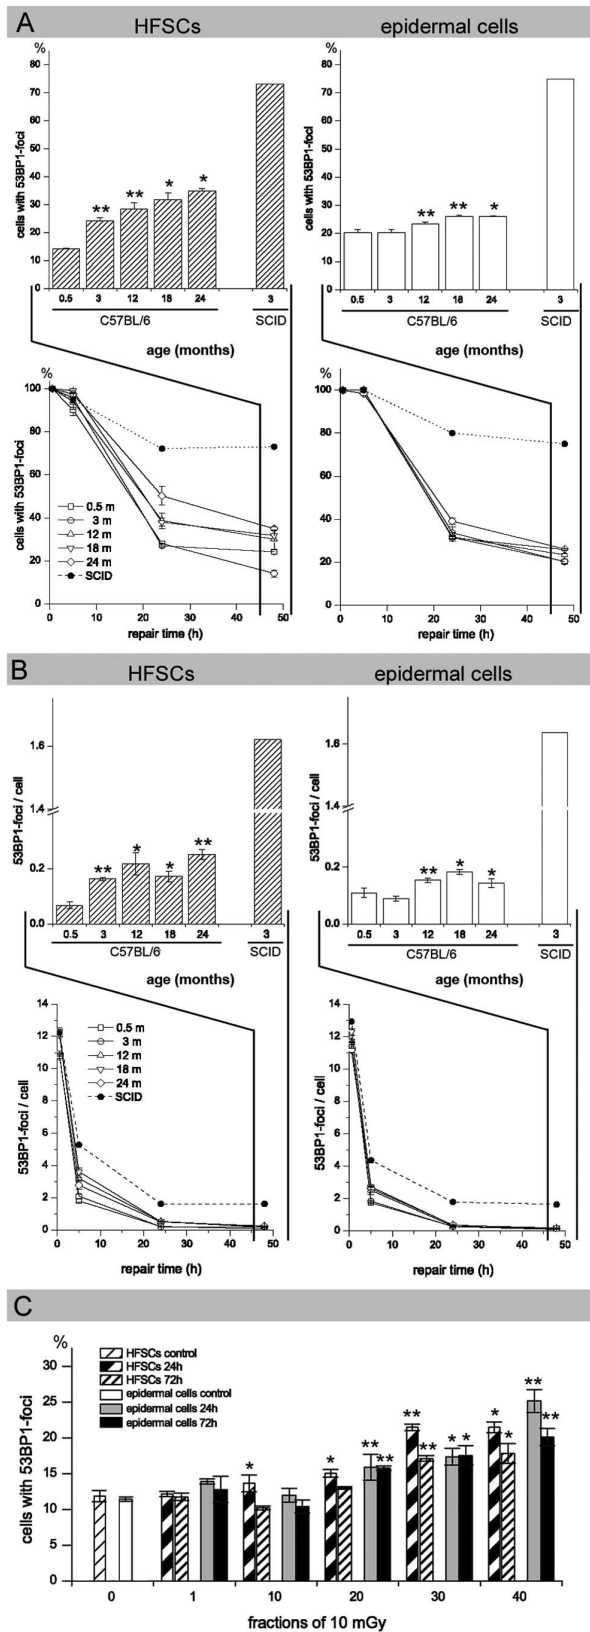 A HFSCs epidermal cells
% %
cells with 53BP1-foci cells with 53BP1-foci
80 80
70 70
60 60
50 50
40 40
30 30
20 20
10 10
0 0
** ** * * ** * *
0.5 3 12 18 24 3 0.5 3 12 18 24 3
C57BL/6 SCID C57BL/6 SCID
age (months) age (months)
% %
cells with 53BP1-foci
100 100
80 80
60 60
40 40
20 20
0 0
0.5 m
3 m
12 m
18 m
24 m
SCID
0 10 20 30 40 50 0 10 20 30 40 50
repair time (h) repair time (h)
B HFSCs epidermal cells
53BP1-foci / cell 53BP1-foci / cell
1.6 1.6
1.4 1.4
0.2 0.2
0.0 0.0
** * * ** ** * *
0.5 3 12 18 24 3 0.5 3 12 18 24 3
C57BL/6 SCID C57BL/6 SCID
age (months) age (months)
53BP1-foci / cell 53BP1-foci / cell
14 14
12 12
10 10
8 8
6 6
4 4
2 2
0 0
0.5 m
3 m
12 m
18 m
24 m
SCID
0 10 20 30 40 50 0 10 20 30 40 50
repair time (h) repair time (h)
C
%
cells with 53BP1-foci
30
25
20
15
10
5
0
HFSCs control
HFSCs 24h
HFSCs 72h
epidermal cells control
epidermal cells 24h
epidermal cells 72h
* * ** ** ** ** * * * * ** **
0 1 10 20 30 40
fractions of 10 mGy